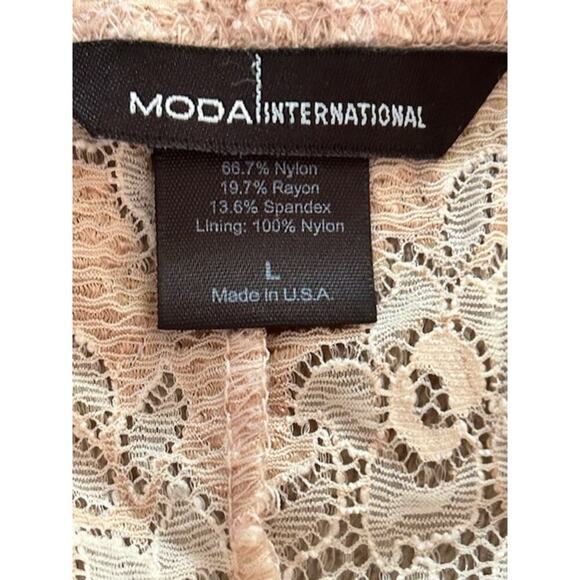 MODA INTERNATIONAL
66.7% Nylon
19.7% Rayon
13.6% Spandex
Lining: 100% Nylon
L
Made in U.S.A.